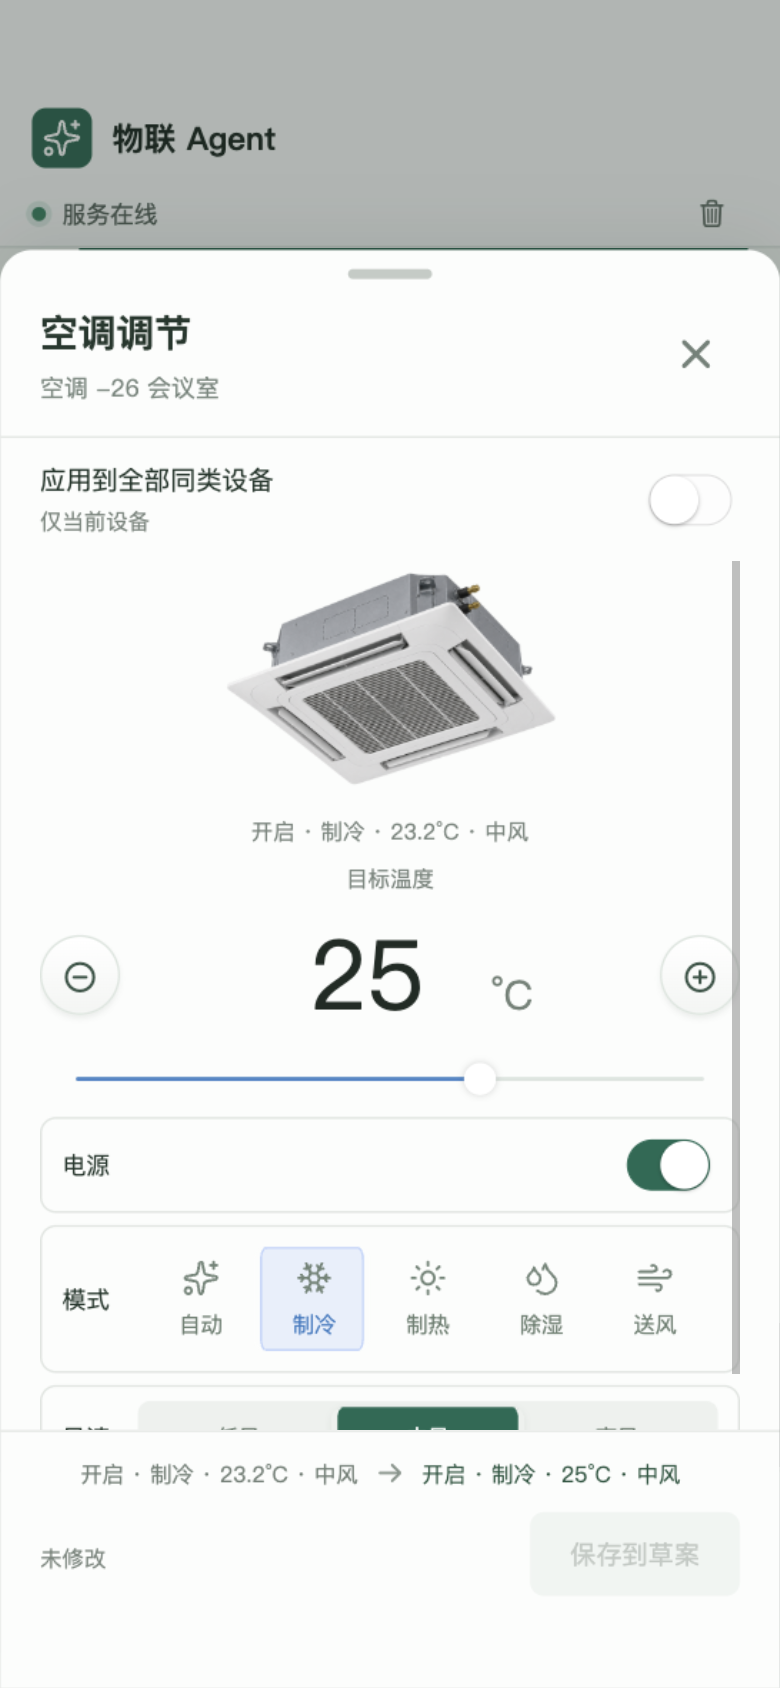 物联 Agent
服务在线
空调调节
空调 –26 会议室
应用到全部同类设备
仅当前设备
开启 · 制冷 · 23.2°C · 中风
目标温度
25 °C
电源
模式 自动 制冷 制热 除湿 送风
开启 · 制冷 · 23.2°C · 中风 → 开启 · 制冷 · 25°C · 中风
未修改 保存到草案